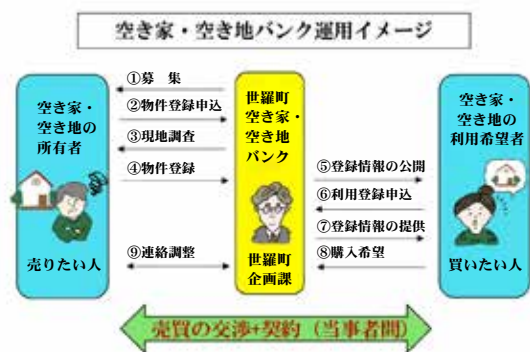 空き家・空き地バンク運用イメージ
空き家・
空き地の
所有者
売りたい人
①募 集
②物件登録申込
③現地調査
④物件登録
⑨連絡調整
世羅町
空き家・
空き地
バンク
世羅町
企画課
⑤登録情報の公開
⑥利用登録申込
⑦登録情報の提供
⑧購入希望
空き家・
空き地の
利用希望者
買いたい人
売買の交渉+契約（当事者間）